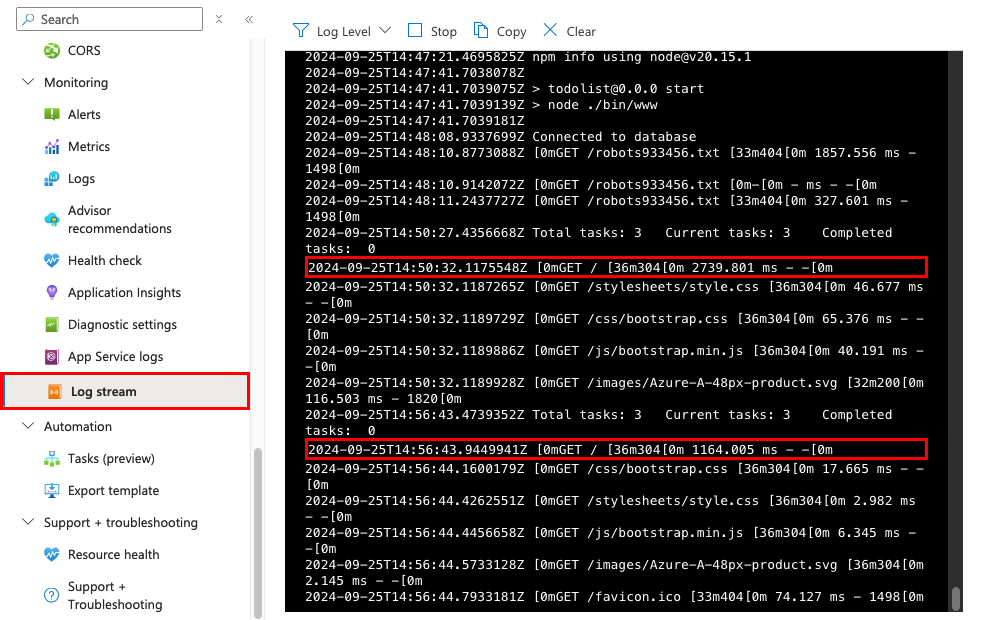 Search
CORS
Monitoring
Alerts
Metrics
Logs
Advisor
recommendations
Health check
Application Insights
Diagnostic settings
App Service logs
Log stream
Automation
Tasks (preview)
Export template
Support + troubleshooting
Resource health
Support +
Troubleshooting
Log Level Stop Copy Clear
2024-09-25T14:47:21.4695825Z npm info using node@v20.15.1
2024-09-25T14:47:41.7038078Z
2024-09-25T14:47:41.7039075Z > todolist@0.0.0 start
2024-09-25T14:47:41.7039139Z > node ./bin/www
2024-09-25T14:47:41.7039181Z
2024-09-25T14:48:08.9337699Z Connected to database
2024-09-25T14:48:10.8773088Z [0mGET /robots933456.txt [33m404[0m 1857.556 ms -
1498[0m
2024-09-25T14:48:10.9142072Z [0mGET /robots933456.txt [0m-[0m - ms - -[0m
2024-09-25T14:48:11.2437727Z [0mGET /robots933456.txt [33m404[0m 327.601 ms -
1498[0m
2024-09-25T14:50:27.4356668Z Total tasks: 3   Current tasks: 3    Completed
tasks:  0
2024-09-25T14:50:32.1175548Z [0mGET / [36m304[0m 2739.801 ms - -[0m
2024-09-25T14:50:32.1187265Z [0mGET /stylesheets/style.css [36m304[0m 46.677 ms
- -[0m
2024-09-25T14:50:32.1189729Z [0mGET /css/bootstrap.css [36m304[0m 65.376 ms - -
[0m
2024-09-25T14:50:32.1189886Z [0mGET /js/bootstrap.min.js [36m304[0m 40.191 ms -
-[0m
2024-09-25T14:50:32.1189928Z [0mGET /images/Azure-A-48px-product.svg [32m200[0m
116.503 ms - 1820[0m
2024-09-25T14:56:43.4739352Z Total tasks: 3   Current tasks: 3    Completed
tasks:  0
2024-09-25T14:56:43.9449941Z [0mGET / [36m304[0m 1164.005 ms - -[0m
2024-09-25T14:56:44.1600179Z [0mGET /css/bootstrap.css [36m304[0m 17.665 ms - -
[0m
2024-09-25T14:56:44.4262551Z [0mGET /stylesheets/style.css [36m304[0m 2.982 ms
- -[0m
2024-09-25T14:56:44.4456658Z [0mGET /js/bootstrap.min.js [36m304[0m 6.345 ms -
-[0m
2024-09-25T14:56:44.5733128Z [0mGET /images/Azure-A-48px-product.svg [36m304[0m
2.145 ms - -[0m
2024-09-25T14:56:44.7933181Z [0mGET /favicon.ico [33m404[0m 74.127 ms - 1498[0m